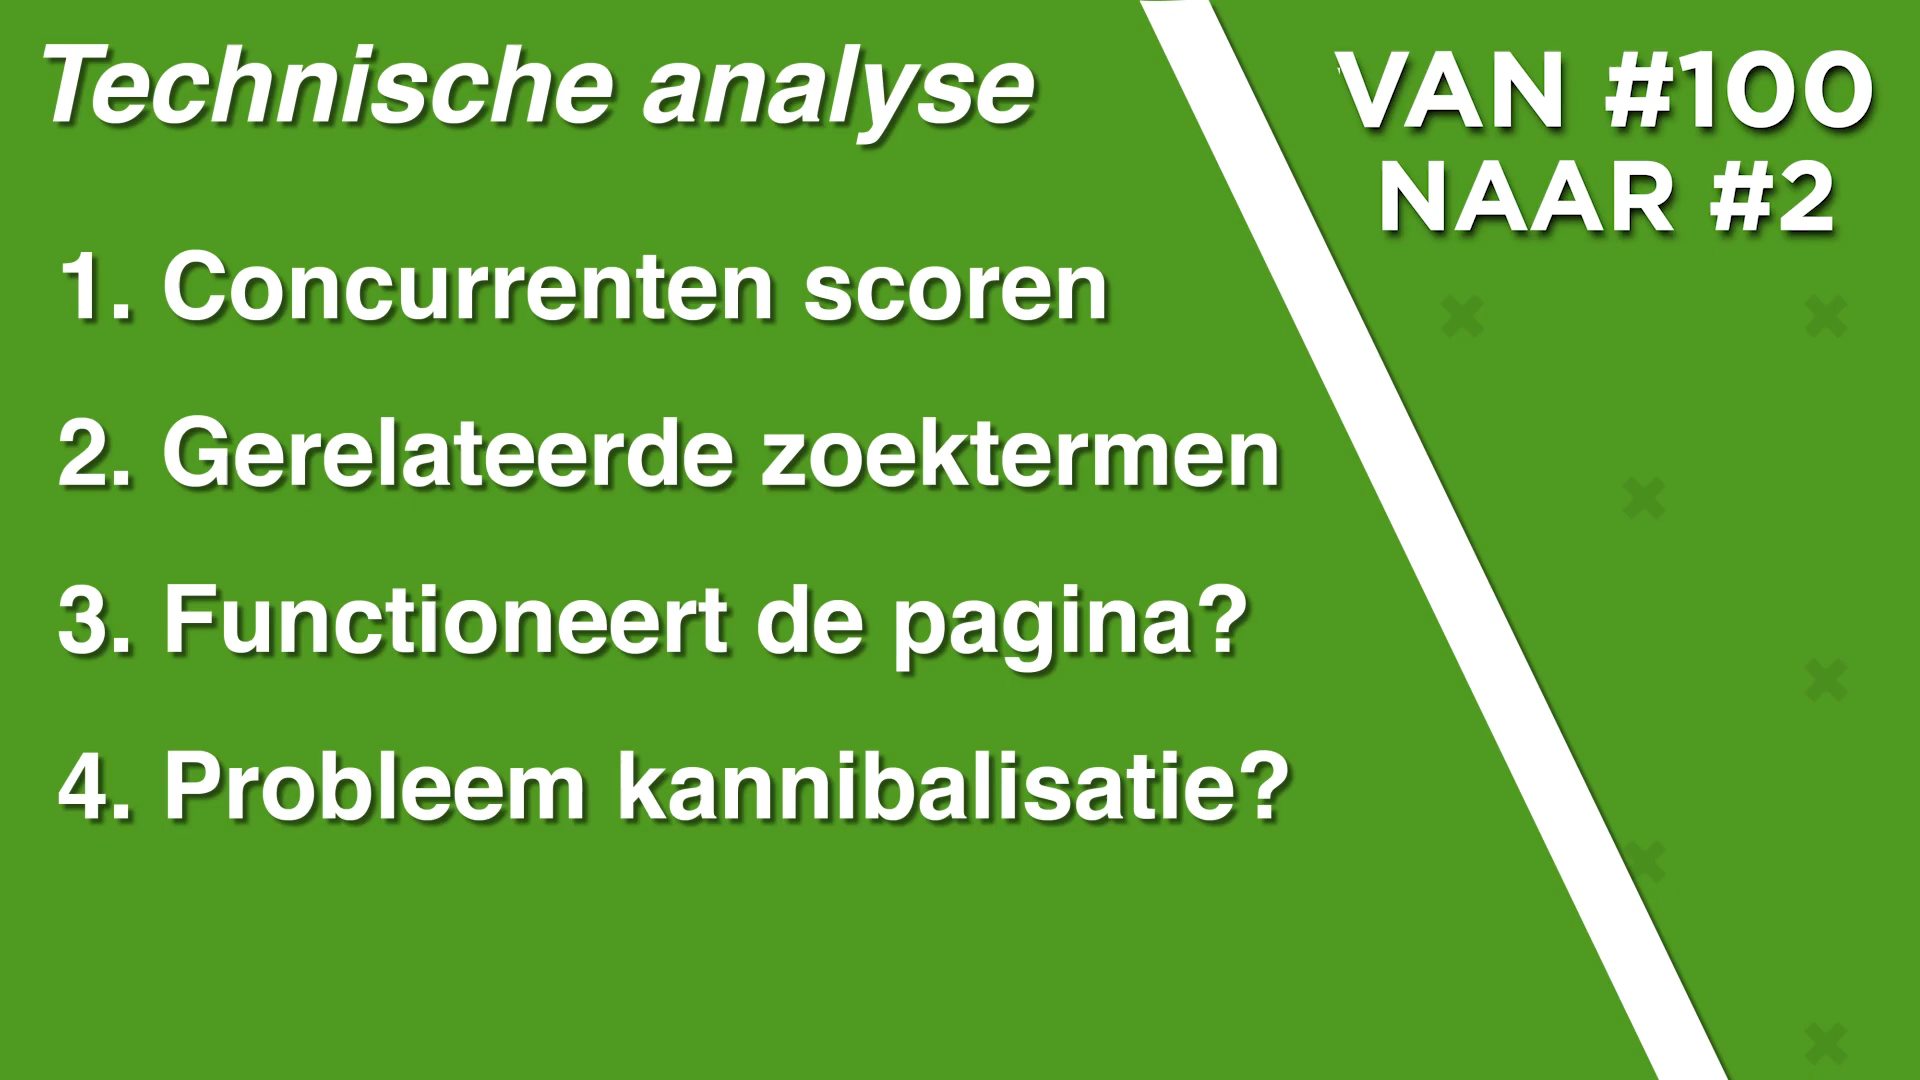 Technische analyse
VAN #100
NAAR #2
1. Concurrenten scoren
2. Gerelateerde zoektermen
3. Functioneert de pagina?
4. Probleem kannibalisatie?